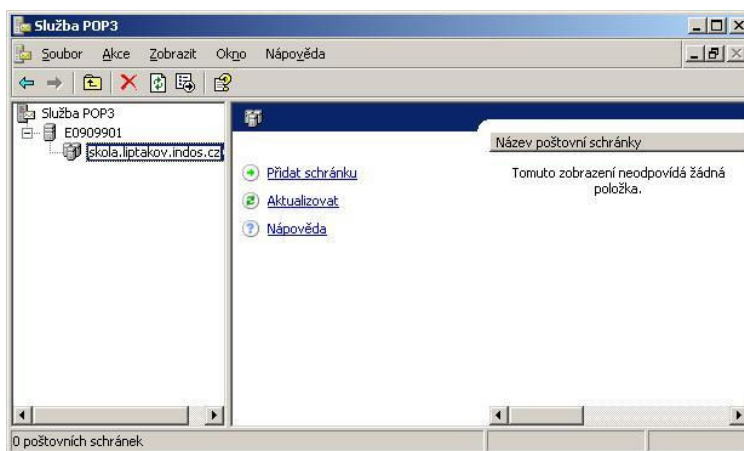 Služba POP3
Soubor Akce Zobrazit Okno Nápověda
Služba POP3
E0909901
skola.liptakov.indos.cz
Přidat schránku
Aktualizovat
Nápověda
Název poštovní schránky
Tomuto zobrazení neodpovídá žádná
položka.
0 poštovních schránek